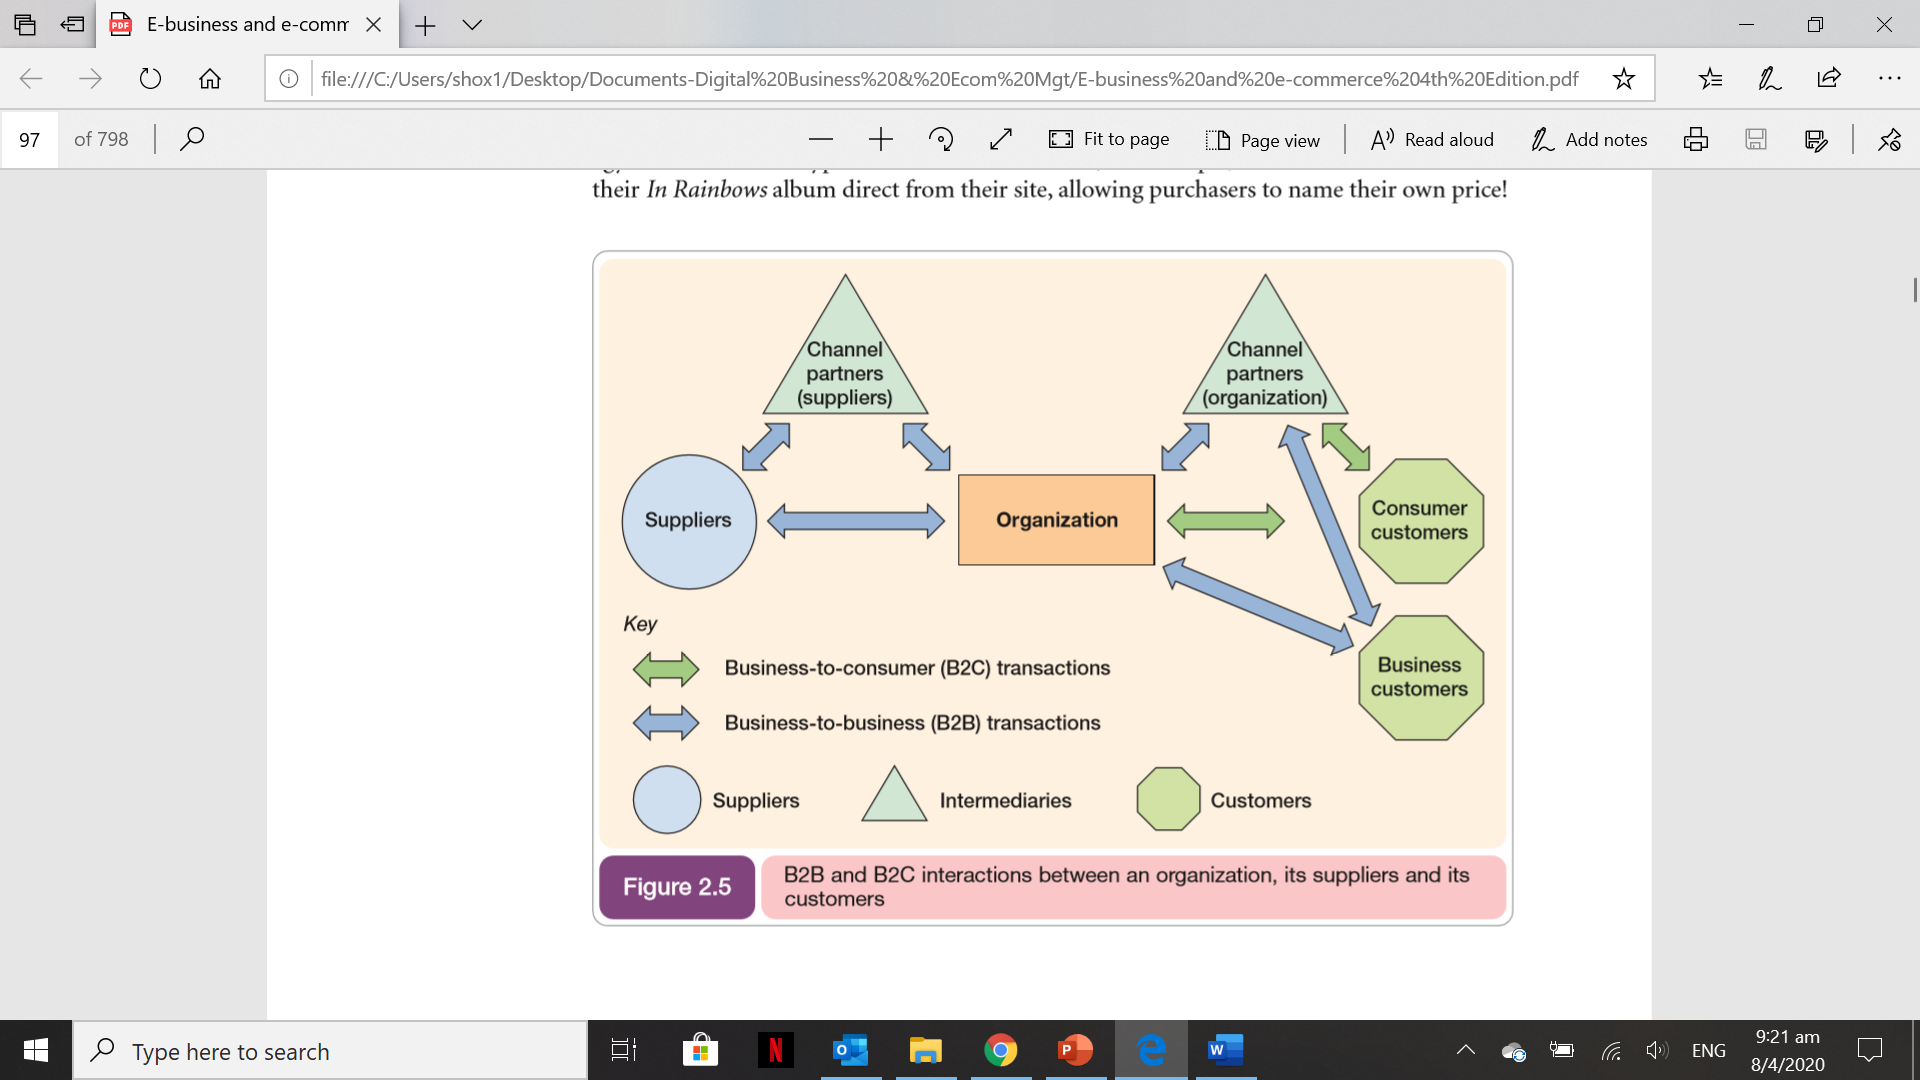 E-business and e-comm
file:///C:/Users/shox1/Desktop/Documents-Digital%20Business%20&%20Ecom%20Mgt/E-business%20and%20e-commerce%204th%20Edition.pdf
97 of 798
Fit to page
Page view
Read aloud
Add notes
their In Rainbows album direct from their site, allowing purchasers to name their own price!
Channel
partners
(suppliers)
Channel
partners
(organization)
Suppliers
Organization
Consumer
customers
Business
customers
Key
Business-to-consumer (B2C) transactions
Business-to-business (B2B) transactions
Suppliers
Intermediaries
Customers
Figure 2.5
B2B and B2C interactions between an organization, its suppliers and its
customers
Type here to search
ENG
9:21 am
8/4/2020